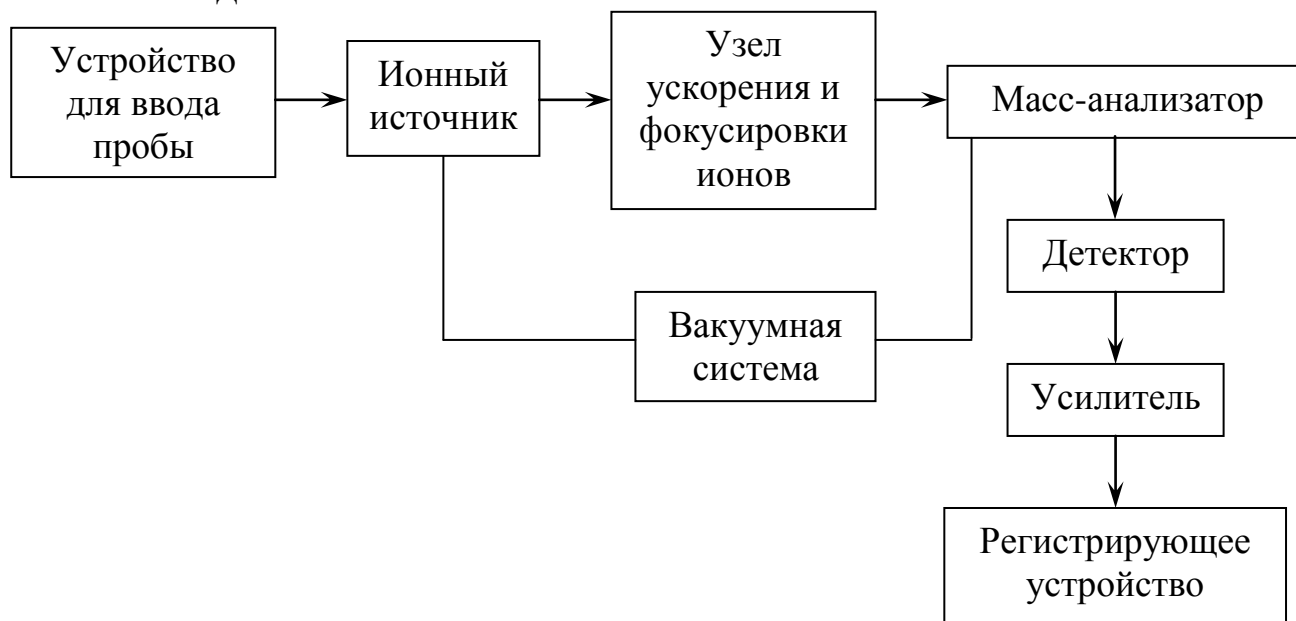 Устройство
для ввода
пробы
Ионный
источник
Узел
ускорения и
фокусировки
ионов
Масс-анализатор
Детектор
Вакуумная
система
Усилитель
Регистрирующее
устройство